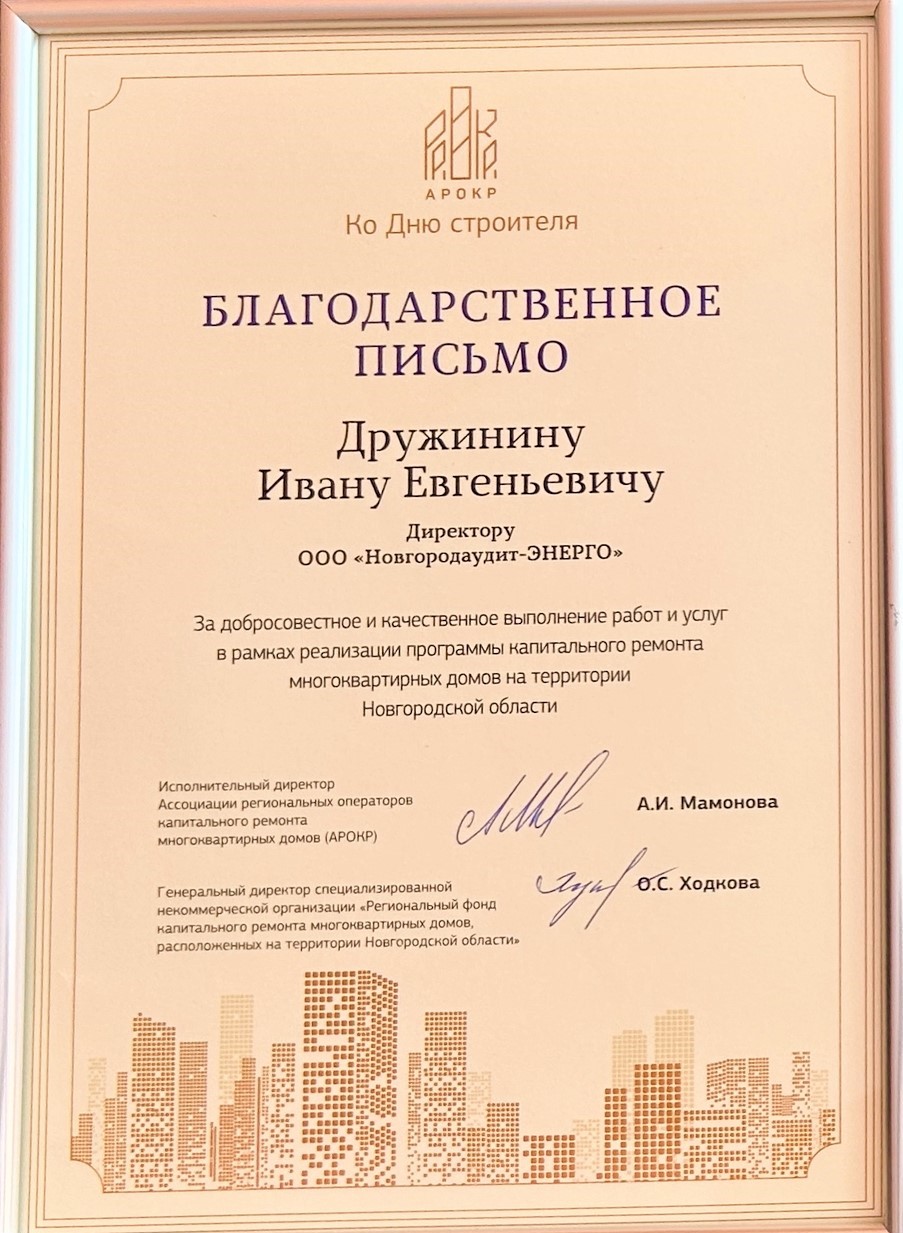 АРОКР
Ко Дню строителя
БЛАГОДАРСТВЕННОЕ
ПИСЬМО
Дружинину
Ивану Евгеньевичу
Директору
ООО «Новгородаудит-ЭНЕРГО»
За добросовестное и качественное выполнение работ и услуг
в рамках реализации программы капитального ремонта
многоквартирных домов на территории
Новгородской области
Исполнительный директор
Ассоциации региональных операторов
капитального ремонта
многоквартирных домов (АРОКР)
А.И. Мамонова
Генеральный директор специализированной
некоммерческой организации «Региональный фонд
капитального ремонта многоквартирных домов,
расположенных на территории Новгородской области»
О.С. Ходкова